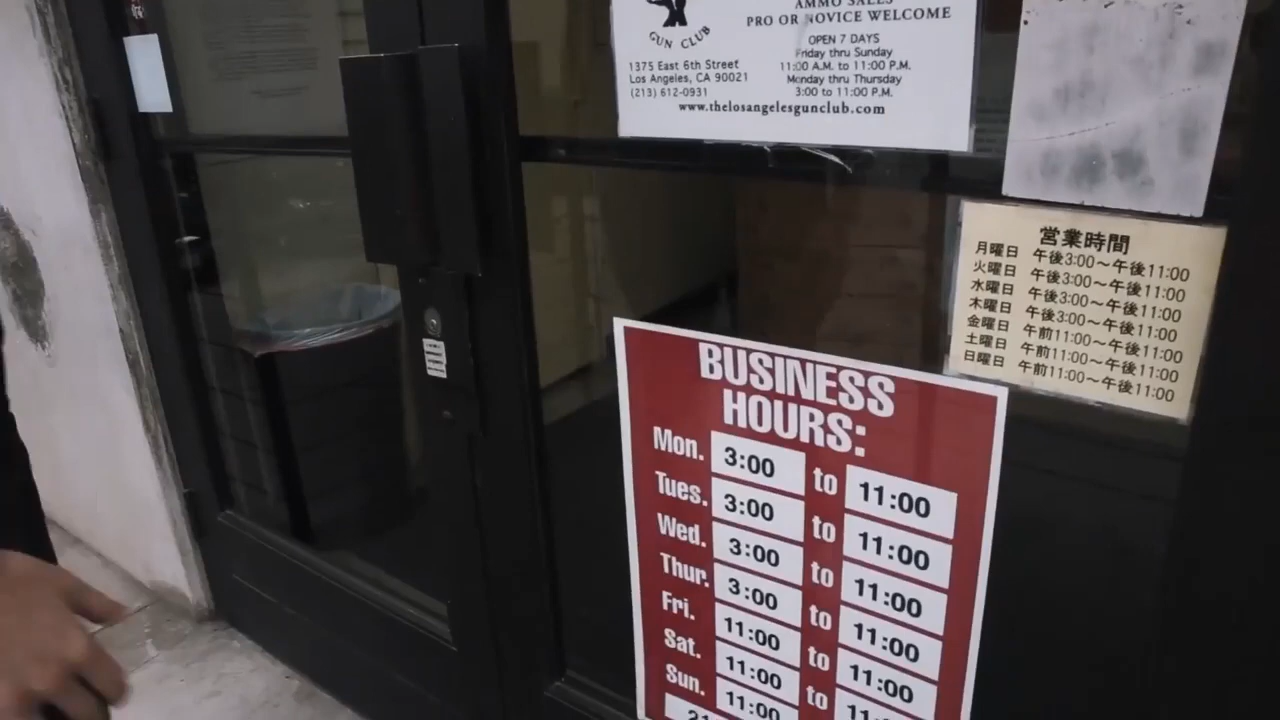 AMMO SALES
PRO OR NOVICE WELCOME
GUN CLUB
OPEN 7 DAYS
Friday thru Sunday
11:00 A.M. to 11:00 P.M.
Monday thru Thursday
3:00 to 11:00 P.M.
1375 East 6th Street
Los Angeles, CA 90021
(213) 612-0931
www.thelosangelesgunclub.com
営業時間
月曜日 午後3:00～午後11:00
火曜日 午後3:00～午後11:00
水曜日 午後3:00～午後11:00
木曜日 午後3:00～午後11:00
金曜日 午前11:00～午後11:00
土曜日 午前11:00～午後11:00
日曜日 午前11:00～午後11:00
BUSINESS
HOURS:
Mon. 3:00 to 11:00
Tues. 3:00 to 11:00
Wed. 3:00 to 11:00
Thur. 3:00 to 11:00
Fri. 11:00 to 11:00
Sat. 11:00 to
Sun. 11:00